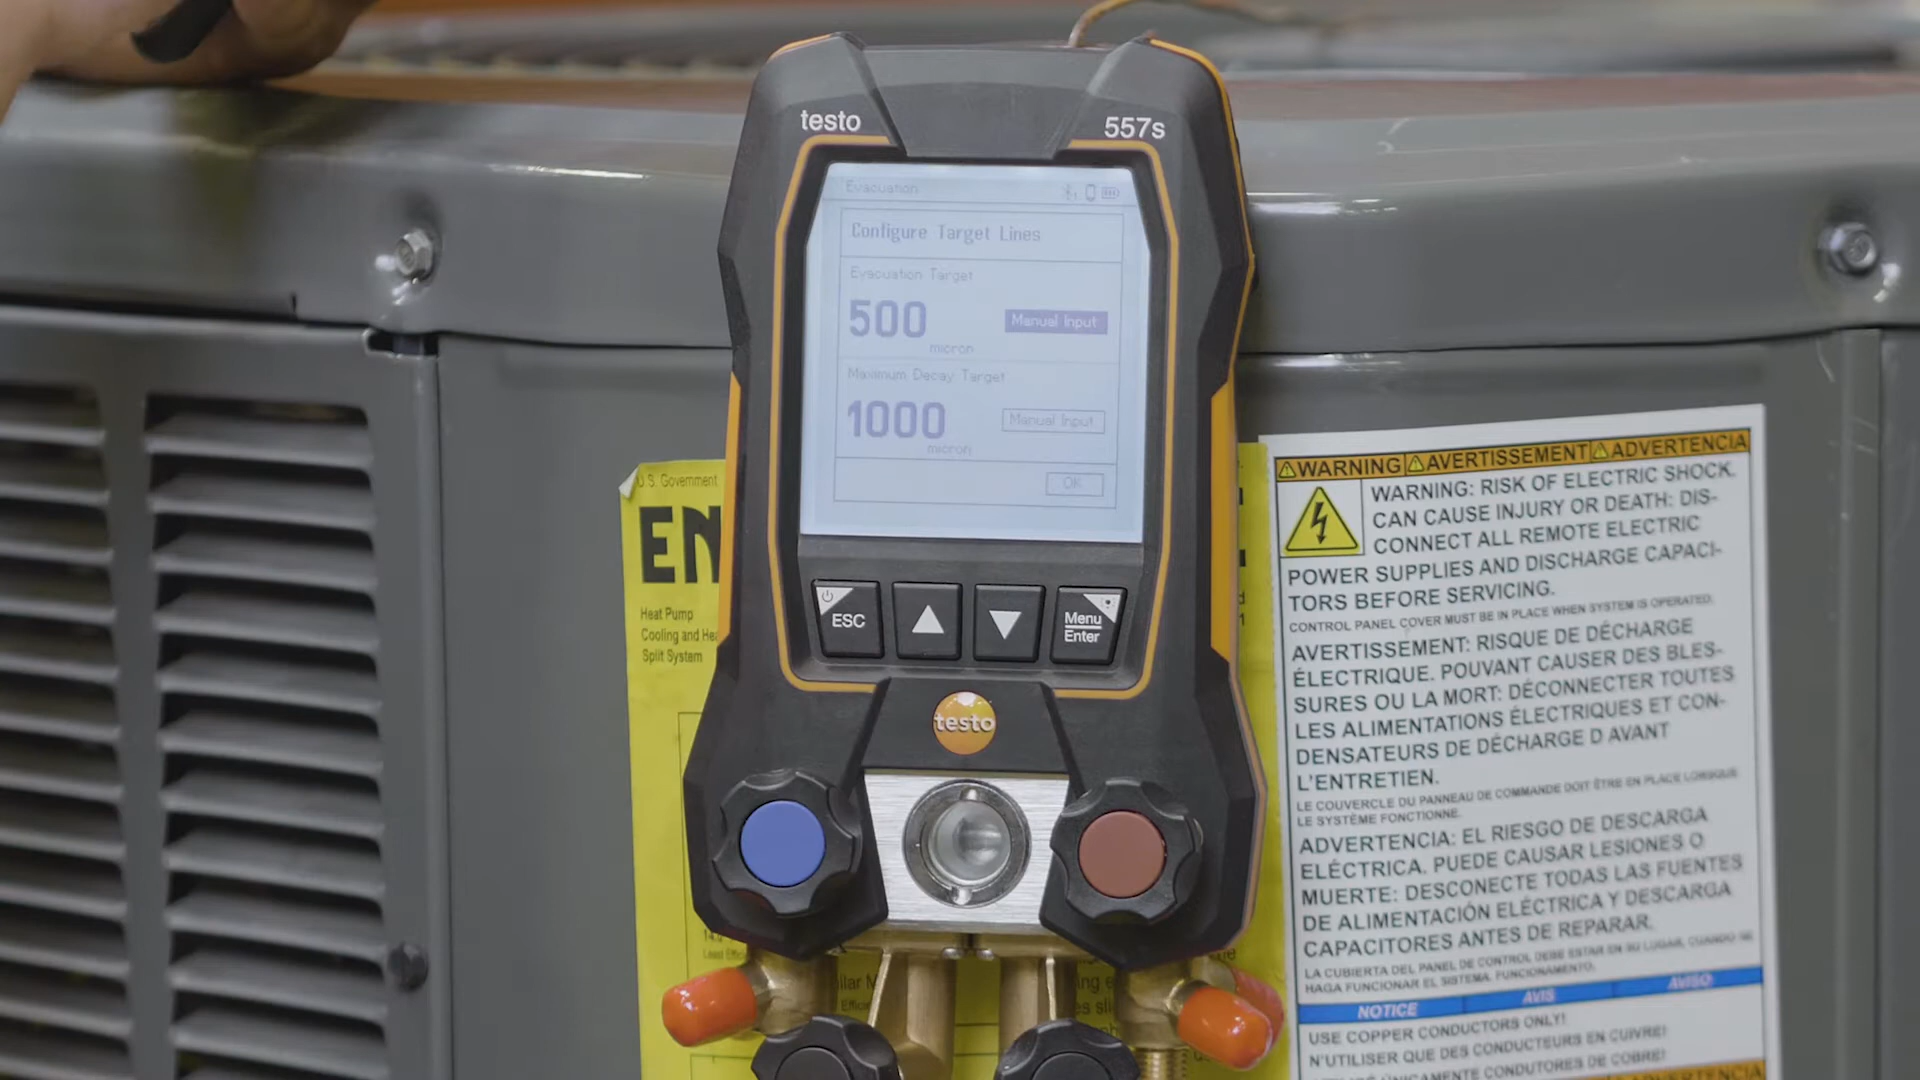 testo
557s
Evacuation
Configure Target Lines
Evacuation Target
500
Manual Input
micron
Maximum Decay Target
1000
Manual Input
micron
OK
ESC
Menu
Enter
testo
U.S. Government
EN
Heat Pump
Cooling and Hea
Split System
WARNING AVERTISSEMENT ADVERTENCIA
WARNING: RISK OF ELECTRIC SHOCK.
CAN CAUSE INJURY OR DEATH: DIS-
CONNECT ALL REMOTE ELECTRIC
POWER SUPPLIES AND DISCHARGE CAPACI-
TORS BEFORE SERVICING.
CONTROL PANEL COVER MUST BE IN PLACE WHEN SYSTEM IS OPERATED.
AVERTISSEMENT: RISQUE DE DÉCHARGE
ÉLECTRIQUE. POUVANT CAUSER DES BLES-
SURES OU LA MORT: DÉCONNECTER TOUTES
LES ALIMENTATIONS ÉLECTRIQUES ET CON-
DENSATEURS DE DÉCHARGE D AVANT
L'ENTRETIEN.
LE COUVERCLE DU PANNEAU DE COMMANDE DOIT ÊTRE EN PLACE LORSQUE
LE SYSTÈME FONCTIONNE.
ADVERTENCIA: EL RIESGO DE DESCARGA
ELÉCTRICA. PUEDE CAUSAR LESIONES O
MUERTE: DESCONECTE TODAS LAS FUENTES
DE ALIMENTACIÓN ELÉCTRICA Y DESCARGA
CAPACITORES ANTES DE REPARAR.
LA CUBIERTA DEL PANEL DE CONTROL DEBE ESTAR EN SU LUGAR, CUANDO SE
HAGA FUNCIONAR EL SISTEMA. FUNCIONAMIENTO.
NOTICE AVIS AVISO
USE COPPER CONDUCTORS ONLY!
N'UTILISER QUE DES CONDUCTEURS EN CUIVRE!
ÚNICAMENTE CONDUTORES DE COBRE!
ADVERTENCIA